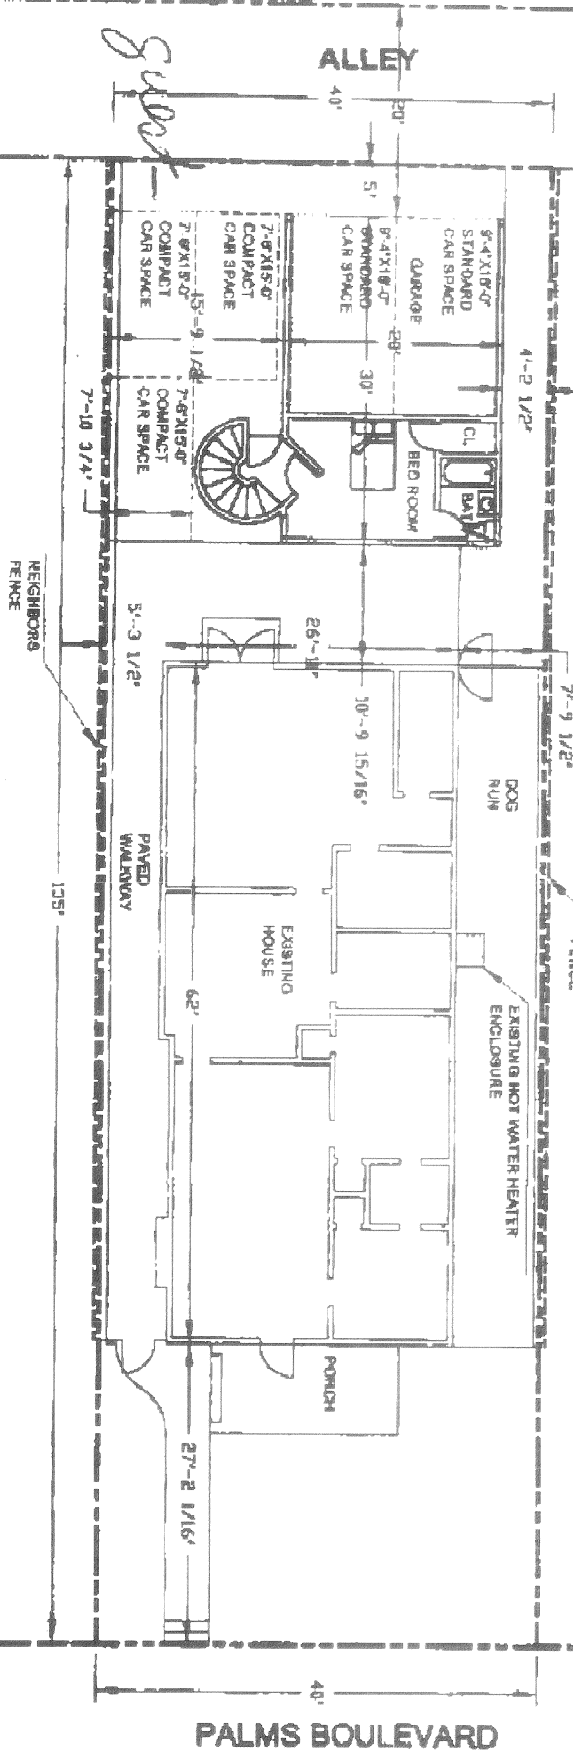 ALLEY
40'
20'
5'
9'-4"X18'-0"
STANDARD
CAR SPACE
GARAGE
9'-4"X18'-0"
STANDARD
CAR SPACE
28'
30'
7'-6"X15'-0"
COMPACT
CAR SPACE
7'-6"X15'-0"
COMPACT
CAR SPACE
15'-9 1/2"
7'-6"X15'-0"
COMPACT
CAR SPACE
7'-10 3/4"
4'-2 1/2"
CL
BATH
BED ROOM
NEIGHBORS
FENCE
5'-3 1/2"
10'-9 15/16"
7'-9 1/2"
DOG
RUN
PAVED
WALKWAY
135'
EXISTING
HOUSE
62'
EXISTING HOT WATER HEATER
ENCLOSURE
PORCH
27'-2 1/16"
40'
PALMS BOULEVARD